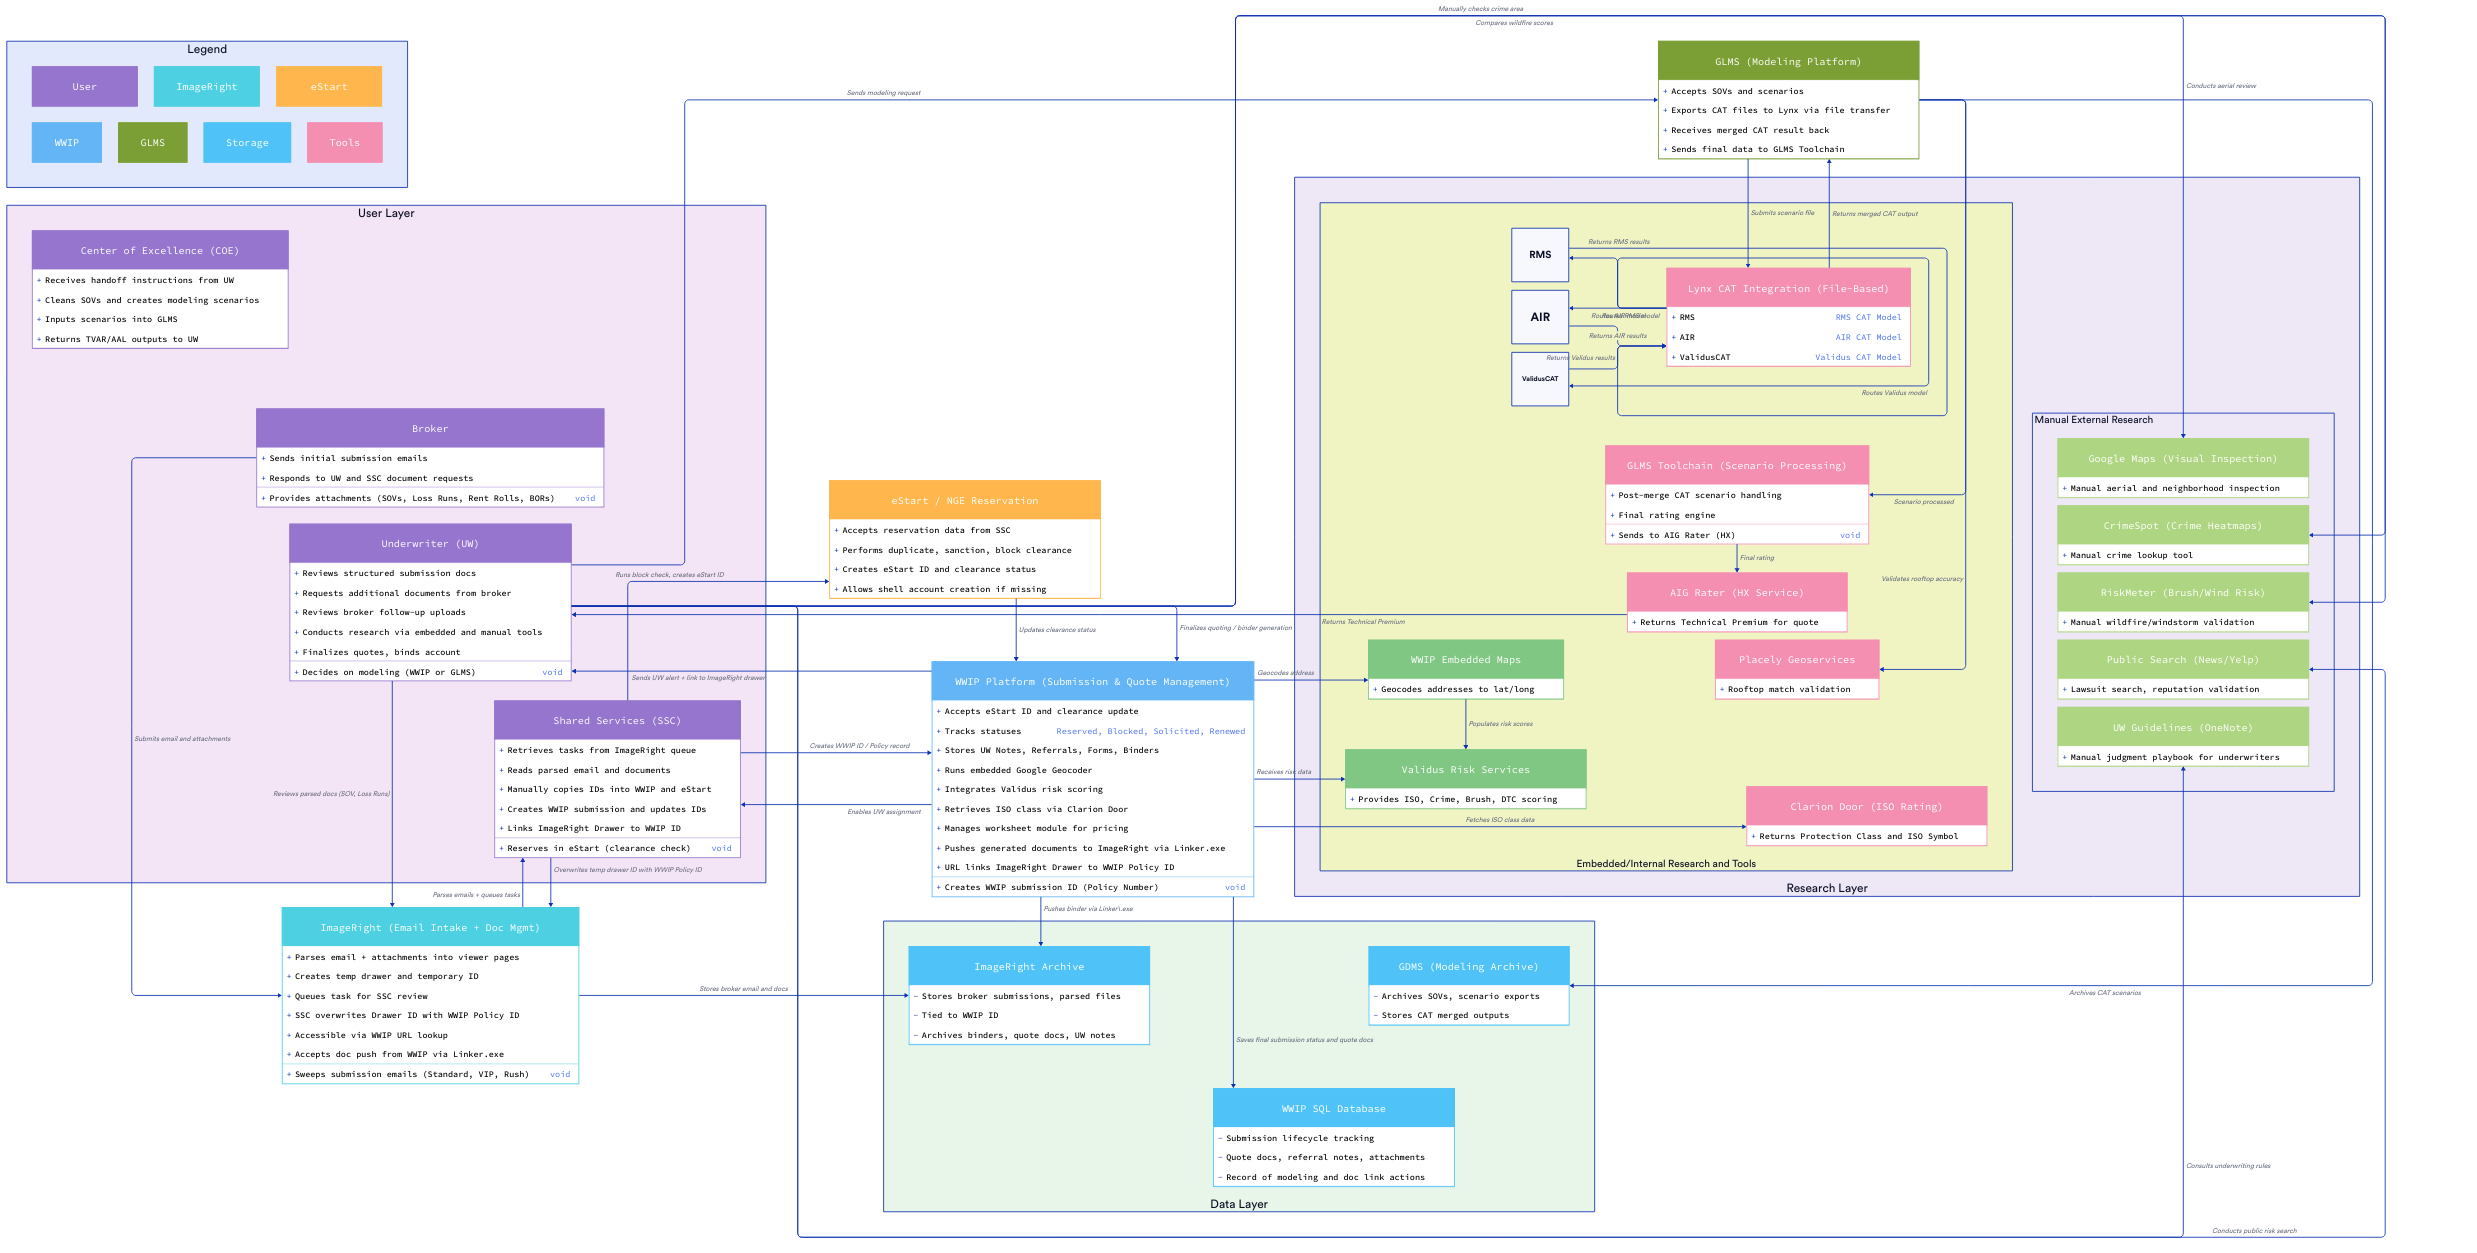 Manually checks crime area
Compares wildfire scores
Legend
User
ImageRight
eStart
WWIP
GLMS
Storage
Tools
Sends modeling request
GLMS (Modeling Platform)
+ Accepts SOVs and scenarios
+ Exports CAT files to Lynx via file transfer
+ Receives merged CAT result back
+ Sends final data to GLMS Toolchain
Conducts aerial review
User Layer
Center of Excellence (COE)
+ Receives handoff instructions from UW
+ Cleans SOVs and creates modeling scenarios
+ Inputs scenarios into GLMS
+ Returns TVAR/AAL outputs to UW
Broker
+ Sends initial submission emails
+ Responds to UW and SSC document requests
+ Provides attachments (SOVs, Loss Runs, Rent Rolls, BORs) void
Underwriter (UW)
+ Reviews structured submission docs
+ Requests additional documents from broker
+ Reviews broker follow-up uploads
+ Conducts research via embedded and manual tools
+ Finalizes quotes, binds account
+ Decides on modeling (WWIP or GLMS) void
Runs block check, creates eStart ID
Sends UW alert + link to ImageRight drawer
Shared Services (SSC)
+ Retrieves tasks from ImageRight queue
+ Reads parsed email and documents
+ Manually copies IDs into WWIP and eStart
+ Creates WWIP submission and updates IDs
+ Links ImageRight Drawer to WWIP ID
+ Reserves in eStart (clearance check) void
Submits email and attachments
Reviews parsed docs (SOV, Loss Runs)
Overwrites temp drawer ID with WWIP Policy ID
Parses emails + queues tasks
eStart / NGE Reservation
+ Accepts reservation data from SSC
+ Performs duplicate, sanction, block clearance
+ Creates eStart ID and clearance status
+ Allows shell account creation if missing
Updates clearance status
Finalizes quoting / binder generation
Returns Technical Premium
WWIP Platform (Submission & Quote Management)
+ Accepts eStart ID and clearance update
+ Tracks statuses Reserved, Blocked, Solicited, Renewed
+ Stores UW Notes, Referrals, Forms, Binders
+ Runs embedded Google Geocoder
+ Integrates Validus risk scoring
+ Retrieves ISO class via Clarion Door
+ Manages worksheet module for pricing
+ Pushes generated documents to ImageRight via Linker.exe
+ URL links ImageRight Drawer to WWIP Policy ID
+ Creates WWIP submission ID (Policy Number) void
Creates WWIP ID / Policy record
Enables UW assignment
Geocodes address
Receives risk data
Fetches ISO class data
Submits scenario file
Returns merged CAT output
RMS
AIR
ValidusCAT
Returns RMS results
Returns AIR results
Returns Validus results
Routes Validus model
Lynx CAT Integration (File-Based)
+ RMS RMS CAT Model
+ AIR AIR CAT Model
+ ValidusCAT Validus CAT Model
GLMS Toolchain (Scenario Processing)
+ Post-merge CAT scenario handling
+ Final rating engine
+ Sends to AIG Rater (HX) void
Scenario processed
Final rating
Validates rooftop accuracy
AIG Rater (HX Service)
+ Returns Technical Premium for quote
WWIP Embedded Maps
+ Geocodes addresses to lat/long
Placely Geoservices
+ Rooftop match validation
Populates risk scores
Validus Risk Services
+ Provides ISO, Crime, Brush, DTC scoring
Clarion Door (ISO Rating)
+ Returns Protection Class and ISO Symbol
Embedded/Internal Research and Tools
Research Layer
Manual External Research
Google Maps (Visual Inspection)
+ Manual aerial and neighborhood inspection
CrimeSpot (Crime Heatmaps)
+ Manual crime lookup tool
RiskMeter (Brush/Wind Risk)
+ Manual wildfire/windstorm validation
Public Search (News/Yelp)
+ Lawsuit search, reputation validation
UW Guidelines (OneNote)
+ Manual judgment playbook for underwriters
ImageRight (Email Intake + Doc Mgmt)
+ Parses email + attachments into viewer pages
+ Creates temp drawer and temporary ID
+ Queues task for SSC review
+ SSC overwrites Drawer ID with WWIP Policy ID
+ Accessible via WWIP URL lookup
+ Accepts doc push from WWIP via Linker.exe
+ Sweeps submission emails (Standard, VIP, Rush) void
Stores broker email and docs
Pushes binder via Linker\.exe
ImageRight Archive
- Stores broker submissions, parsed files
- Tied to WWIP ID
- Archives binders, quote docs, UW notes
GDMS (Modeling Archive)
- Archives SOVs, scenario exports
- Stores CAT merged outputs
Archives CAT scenarios
Saves final submission status and quote docs
WWIP SQL Database
- Submission lifecycle tracking
- Quote docs, referral notes, attachments
- Record of modeling and doc link actions
Data Layer
Consults underwriting rules
Conducts public risk search